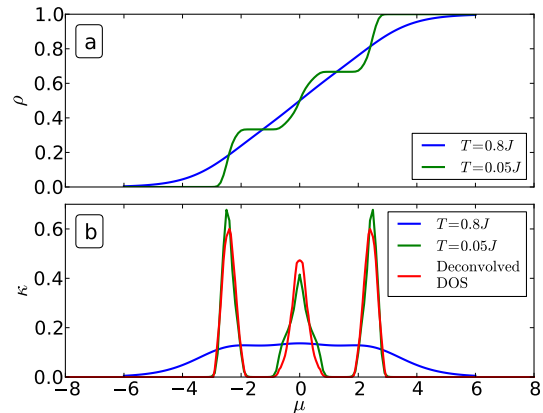 1.0
0.8
0.6
0.4
0.2
0.0
ρ
a
T=0.8J
T=0.05J
0.6
0.4
0.2
0.0
κ
b
T=0.8J
T=0.05J
Deconvolved
DOS
−8 −6 −4 −2 0 2 4 6 8
μ